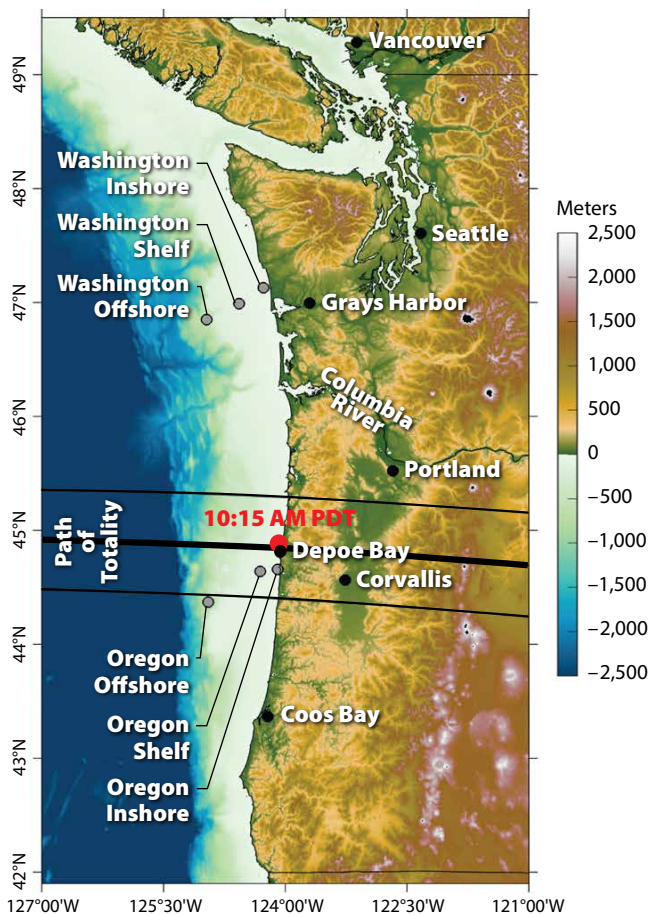 Vancouver
49°N
Washington
Inshore
48°N
Washington
Shelf
Seattle
Washington
Offshore
47°N
Grays Harbor
Columbia
River
46°N
Portland
10:15 AM PDT
45°N
Path
of
Totality
Depoe Bay
Corvallis
44°N
Oregon
Offshore
Oregon
Shelf
Coos Bay
43°N
Oregon
Inshore
42°N
127°00'W
125°30'W
124°00'W
122°30'W
121°00'W
Meters
2,500
2,000
1,500
1,000
500
0
−500
−1,000
−1,500
−2,000
−2,500